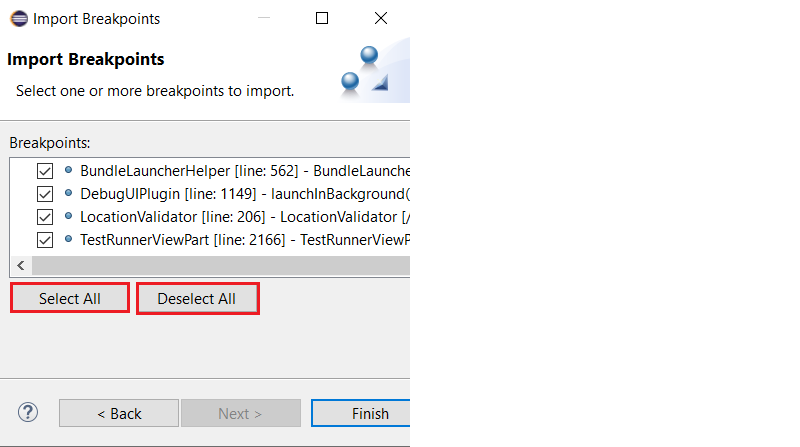 Import Breakpoints
Import Breakpoints
Select one or more breakpoints to import.
Breakpoints:
BundleLauncherHelper [line: 562] - BundleLaunche
DebugUIPlugin [line: 1149] - launchInBackground(
LocationValidator [line: 206] - LocationValidator [/
TestRunnerViewPart [line: 2166] - TestRunnerViewP
Select All Deselect All
? < Back Next > Finish